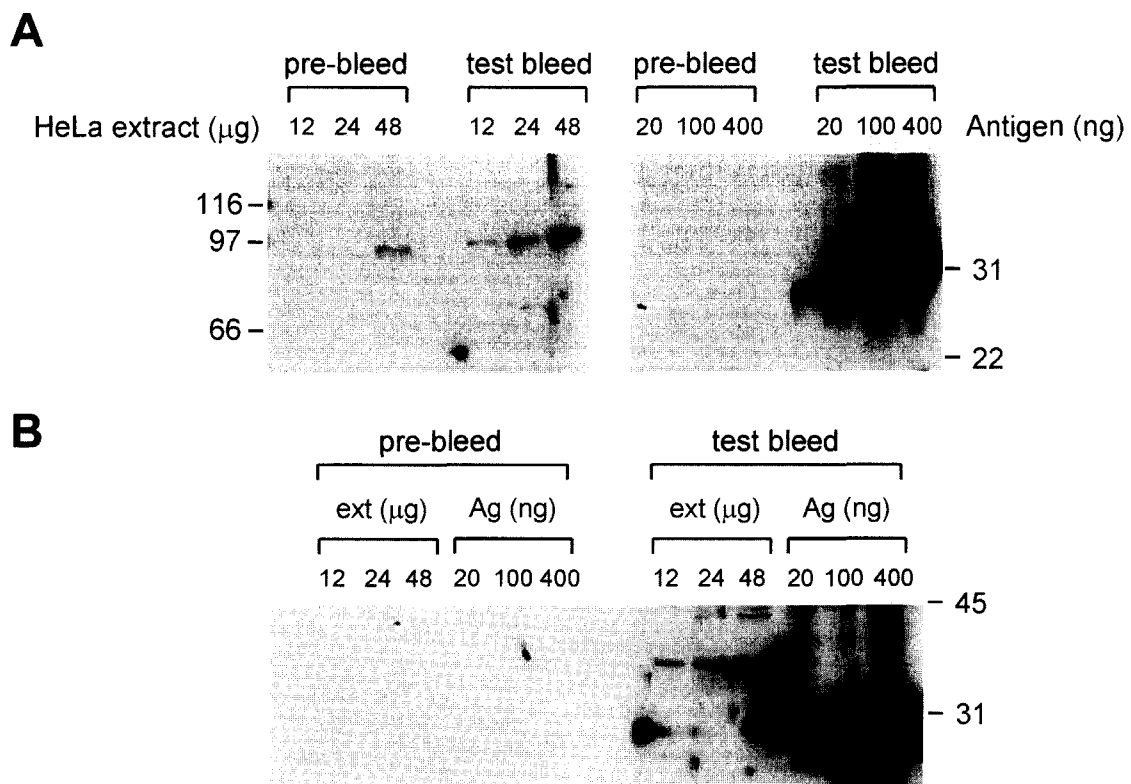 A
pre-bleed test bleed pre-bleed test bleed
HeLa extract (μg) 12 24 48 12 24 48 20 100 400 20 100 400 Antigen (ng)
116
97
66
31
22
B
pre-bleed test bleed
ext (μg) Ag (ng) ext (μg) Ag (ng)
12 24 48 20 100 400 12 24 48 20 100 400
45
31